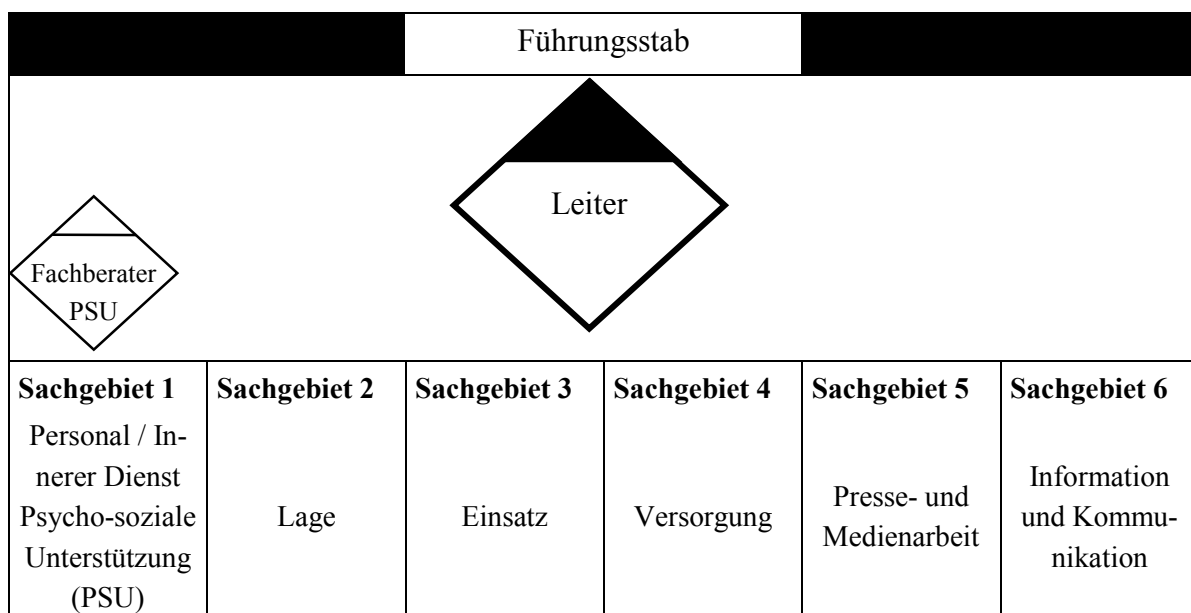 Führungsstab
Leiter
Fachberater
PSU
Sachgebiet 1
Personal / In-
nerer Dienst
Psycho-soziale
Unterstützung
(PSU)
Sachgebiet 2
Lage
Sachgebiet 3
Einsatz
Sachgebiet 4
Versorgung
Sachgebiet 5
Presse- und
Medienarbeit
Sachgebiet 6
Information
und Kommu-
nikation